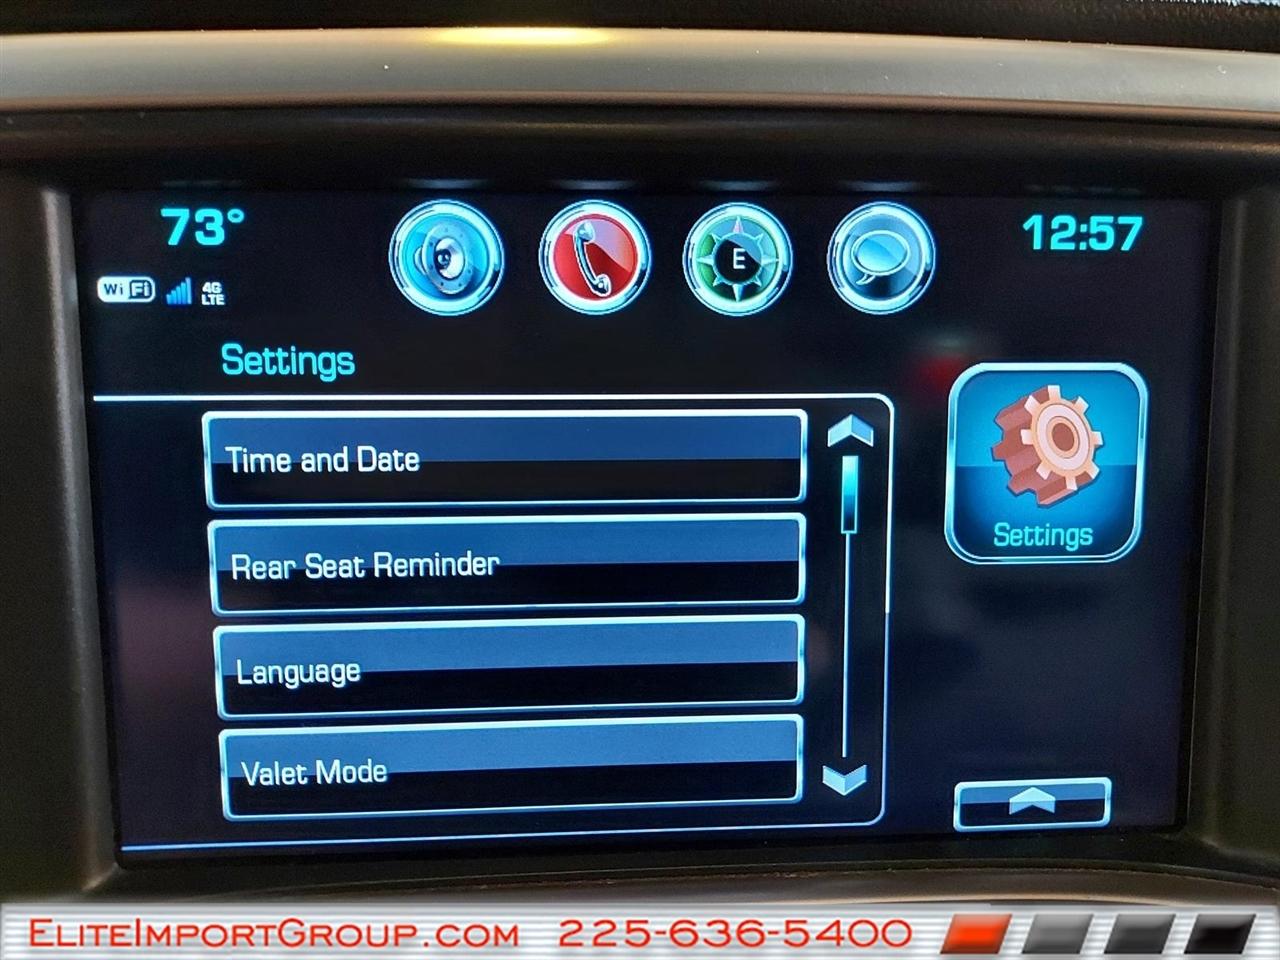 73°
12:57
WiFi 4G LTE
E
Settings
Time and Date
Rear Seat Reminder
Language
Valet Mode
Settings
EliteImportGroup.com 225-636-5400